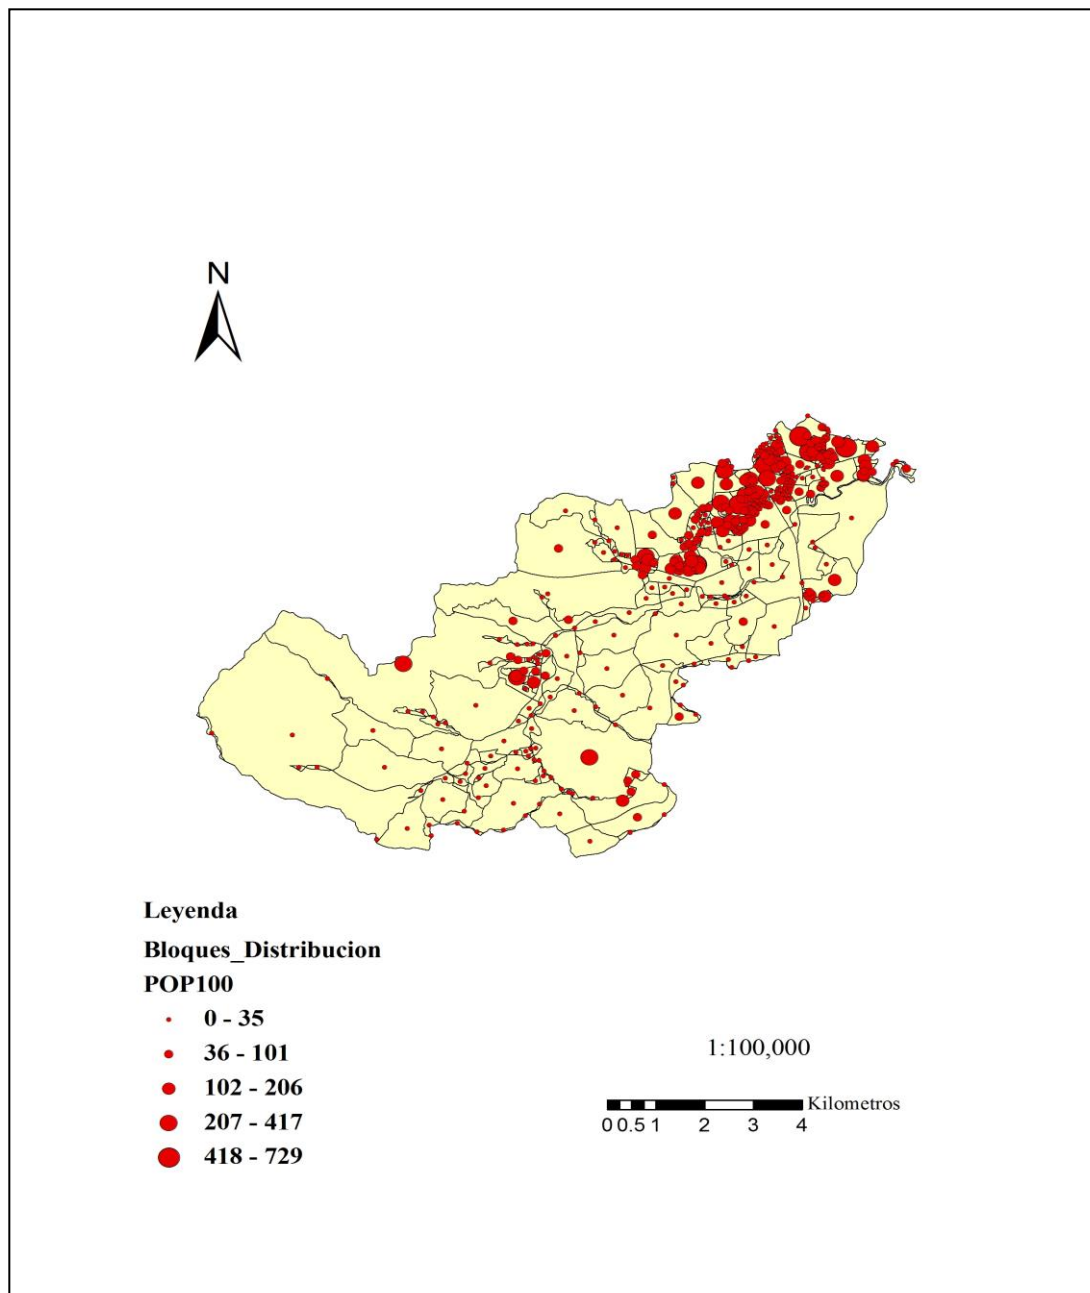 N
Leyenda
Bloques_Distribucion
POP100
0 - 35
36 - 101
102 - 206
207 - 417
418 - 729
1:100,000
Kilometros
0 0.5 1 2 3 4